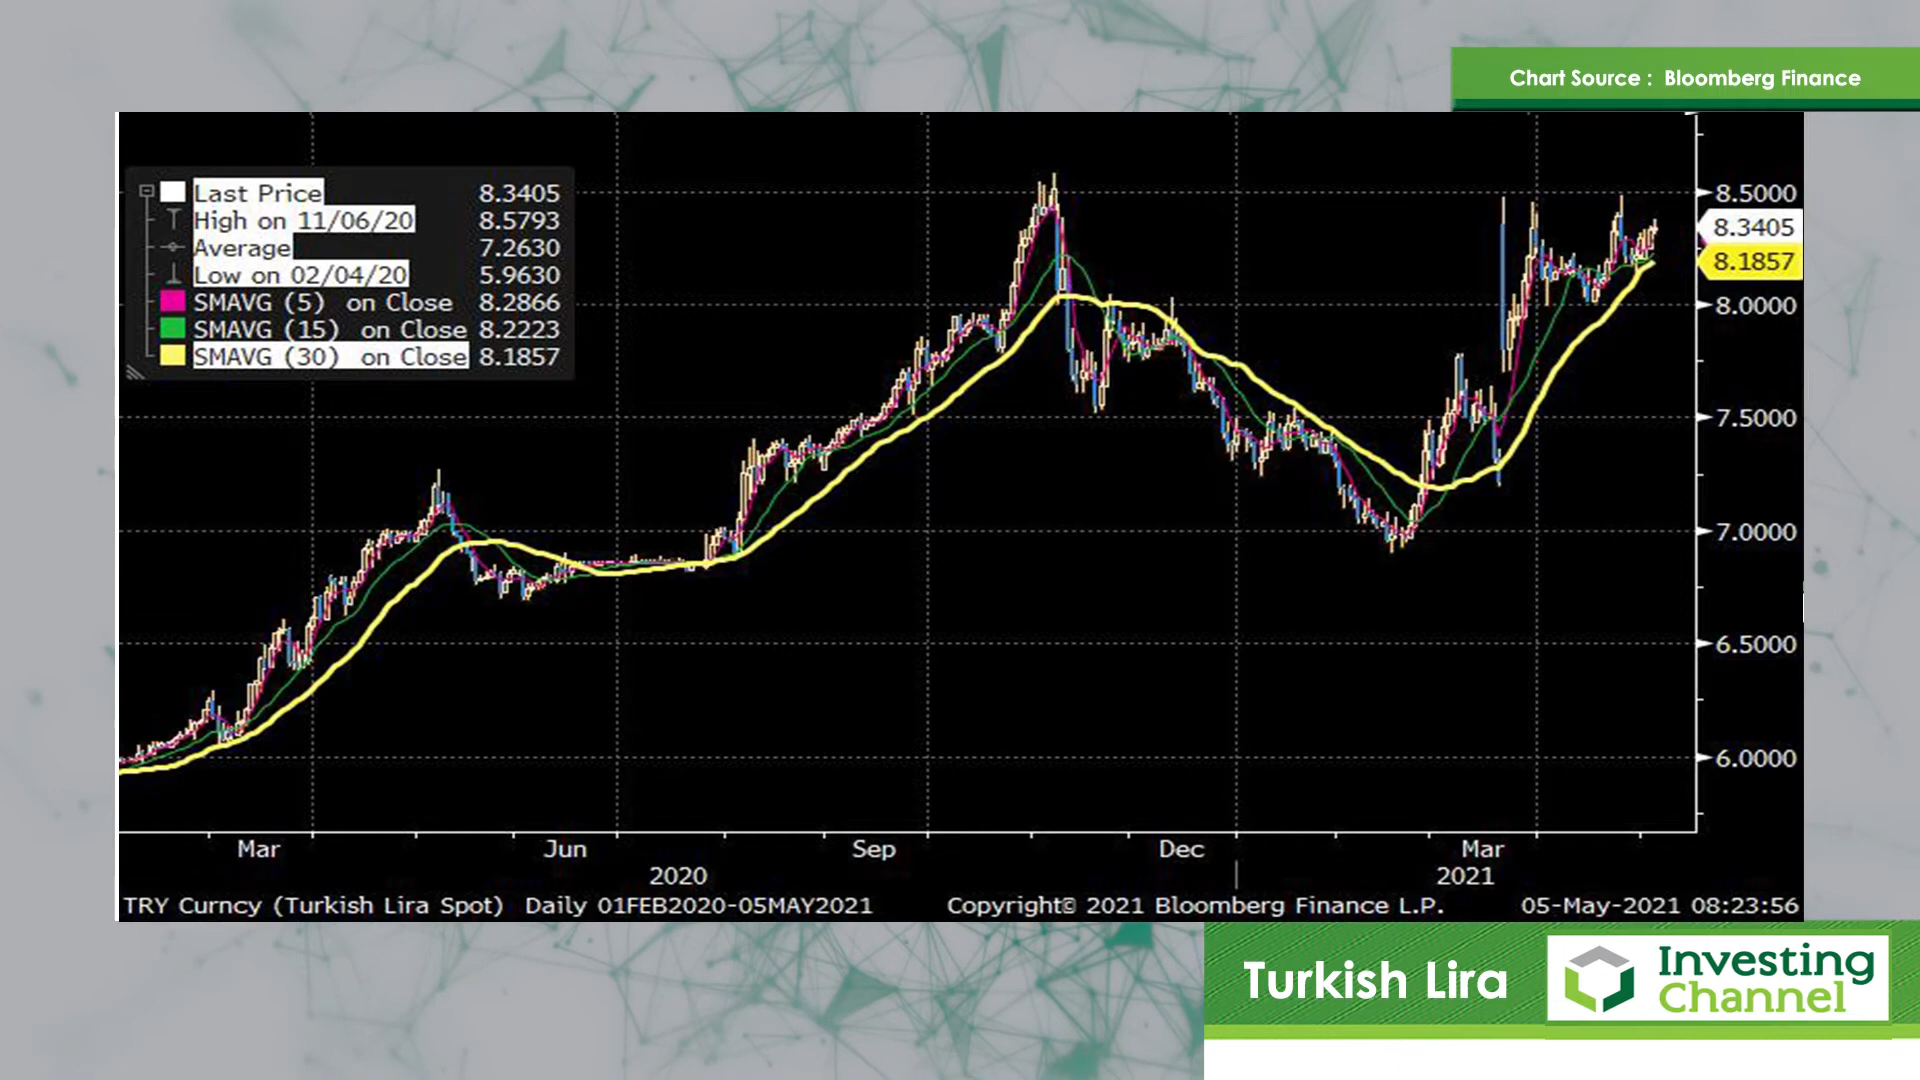 Chart Source : Bloomberg Finance
Last Price 8.3405
High on 11/06/20 8.5793
Average 7.2630
Low on 02/04/20 5.9630
SMAVG (5) on Close 8.2866
SMAVG (15) on Close 8.2223
SMAVG (30) on Close 8.1857
8.5000
8.3405
8.1857
8.0000
7.5000
7.0000
6.5000
6.0000
Mar Jun Sep Dec Mar
2020 2021
TRY Curncy (Turkish Lira Spot) Daily 01FEB2020-05MAY2021 Copyright© 2021 Bloomberg Finance L.P. 05-May-2021 08:23:56
Turkish Lira
Investing
Channel